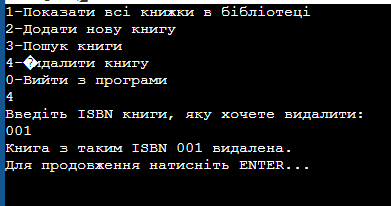 1-Показати всі книжки в бібліотеці
2-Додати нову книгу
3-Пошук книги
4-�идалити книгу
0-Вийти з програми
4
Введіть ISBN книги, яку хочете видалити:
001
Книга з таким ISBN 001 видалена.
Для продовження натисніть ENTER...